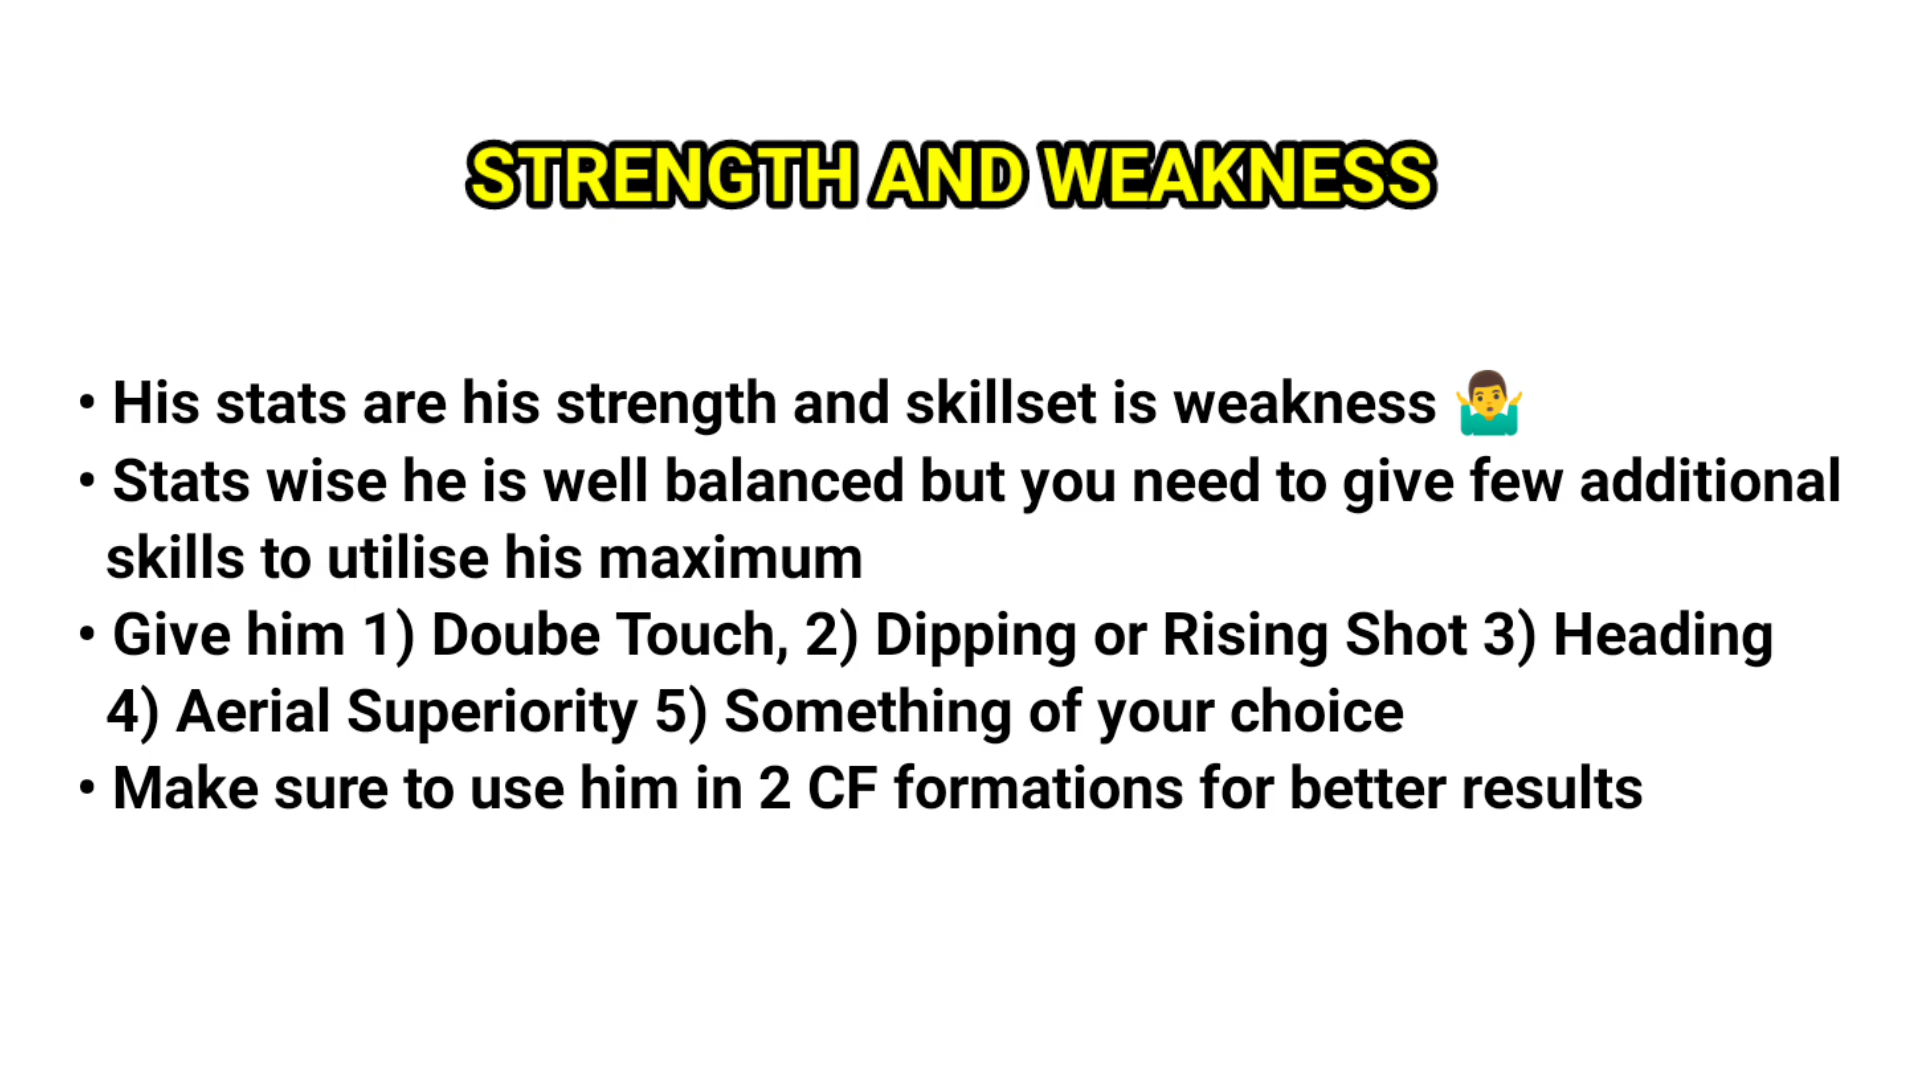 STRENGTH AND WEAKNESS
• His stats are his strength and skillset is weakness 🤷‍♂️
• Stats wise he is well balanced but you need to give few additional
skills to utilise his maximum
• Give him 1) Doube Touch, 2) Dipping or Rising Shot 3) Heading
4) Aerial Superiority 5) Something of your choice
• Make sure to use him in 2 CF formations for better results